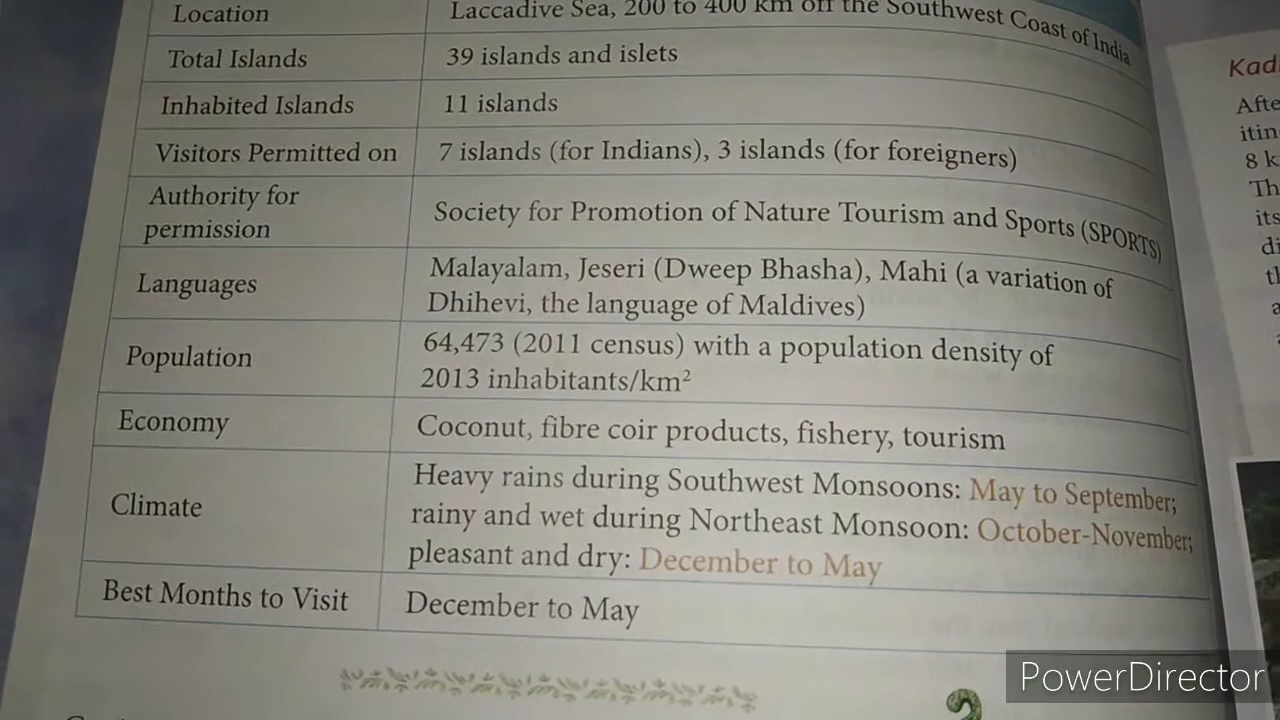 Location Laccadive Sea, 200 to 400 km off the Southwest Coast of India
Total Islands 39 islands and islets
Inhabited Islands 11 islands
Visitors Permitted on 7 islands (for Indians), 3 islands (for foreigners)
Authority for
permission
Society for Promotion of Nature Tourism and Sports (SPORTS)
Languages
Malayalam, Jeseri (Dweep Bhasha), Mahi (a variation of
Dhihevi, the language of Maldives)
Population
64,473 (2011 census) with a population density of
2013 inhabitants/km²
Economy Coconut, fibre coir products, fishery, tourism
Climate
Heavy rains during Southwest Monsoons: May to September;
rainy and wet during Northeast Monsoon: October-November;
pleasant and dry: December to May
Best Months to Visit December to May
8 k
its
PowerDirector